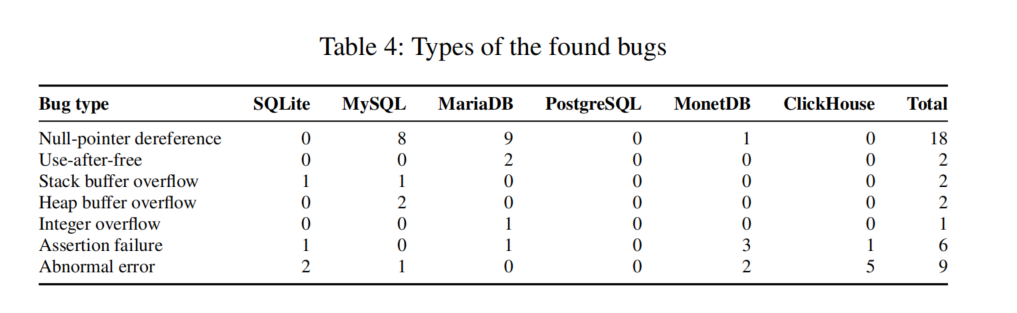 Table 4: Types of the found bugs
Bug type SQLite MySQL MariaDB PostgreSQL MonetDB ClickHouse Total
Null-pointer dereference 0 8 9 0 1 0 18
Use-after-free 0 0 2 0 0 0 2
Stack buffer overflow 1 1 0 0 0 0 2
Heap buffer overflow 0 2 0 0 0 0 2
Integer overflow 0 0 1 0 0 0 1
Assertion failure 1 0 1 0 3 1 6
Abnormal error 2 1 0 0 2 5 9